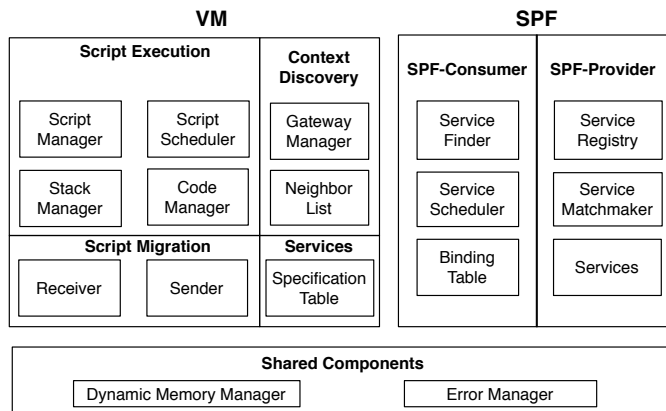 VM
SPF
Script Execution
Context
Discovery
SPF-Consumer
SPF-Provider
Script
Manager
Script
Scheduler
Gateway
Manager
Service
Finder
Service
Registry
Stack
Manager
Code
Manager
Neighbor
List
Service
Scheduler
Service
Matchmaker
Script Migration
Services
Receiver
Sender
Specification
Table
Binding
Table
Services
Shared Components
Dynamic Memory Manager
Error Manager